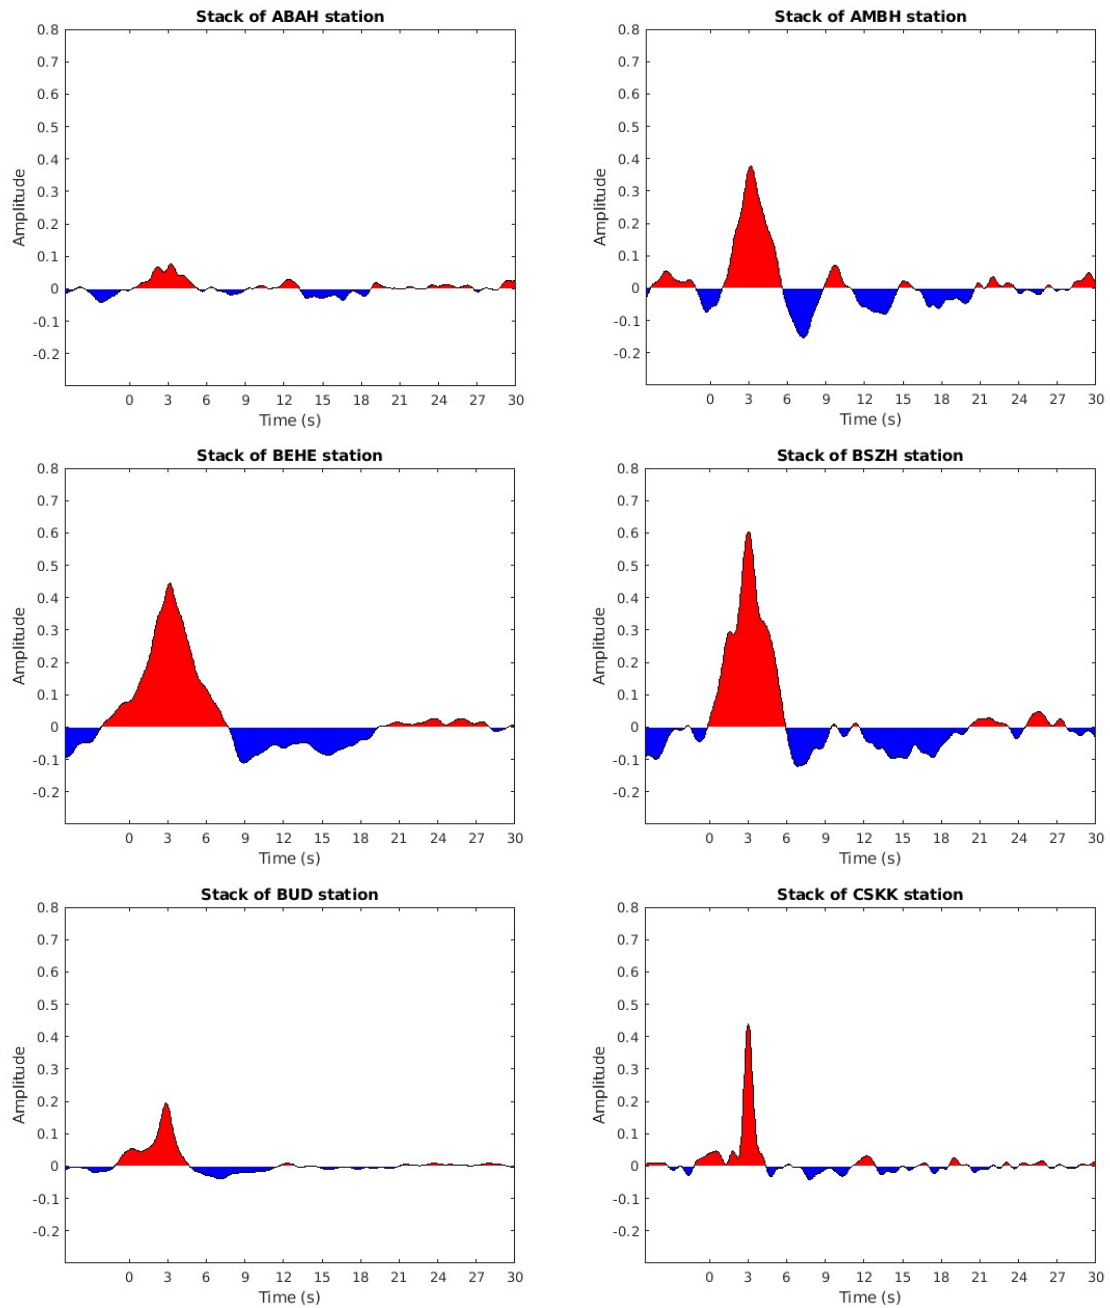 Stack of ABAH station
0.8
0.7
0.6
0.5
0.4
0.3
0.2
0.1
0
-0.1
-0.2
Amplitude
0 3 6 9 12 15 18 21 24 27 30
Time (s)
Stack of AMBH station
0.8
0.7
0.6
0.5
0.4
0.3
0.2
0.1
0
-0.1
-0.2
Amplitude
0 3 6 9 12 15 18 21 24 27 30
Time (s)
Stack of BEHE station
0.8
0.7
0.6
0.5
0.4
0.3
0.2
0.1
0
-0.1
-0.2
Amplitude
0 3 6 9 12 15 18 21 24 27 30
Time (s)
Stack of BSZH station
0.8
0.7
0.6
0.5
0.4
0.3
0.2
0.1
0
-0.1
-0.2
Amplitude
0 3 6 9 12 15 18 21 24 27 30
Time (s)
Stack of BUD station
0.8
0.7
0.6
0.5
0.4
0.3
0.2
0.1
0
-0.1
-0.2
Amplitude
0 3 6 9 12 15 18 21 24 27 30
Time (s)
Stack of CSKK station
0.8
0.7
0.6
0.5
0.4
0.3
0.2
0.1
0
-0.1
-0.2
Amplitude
0 3 6 9 12 15 18 21 24 27 30
Time (s)